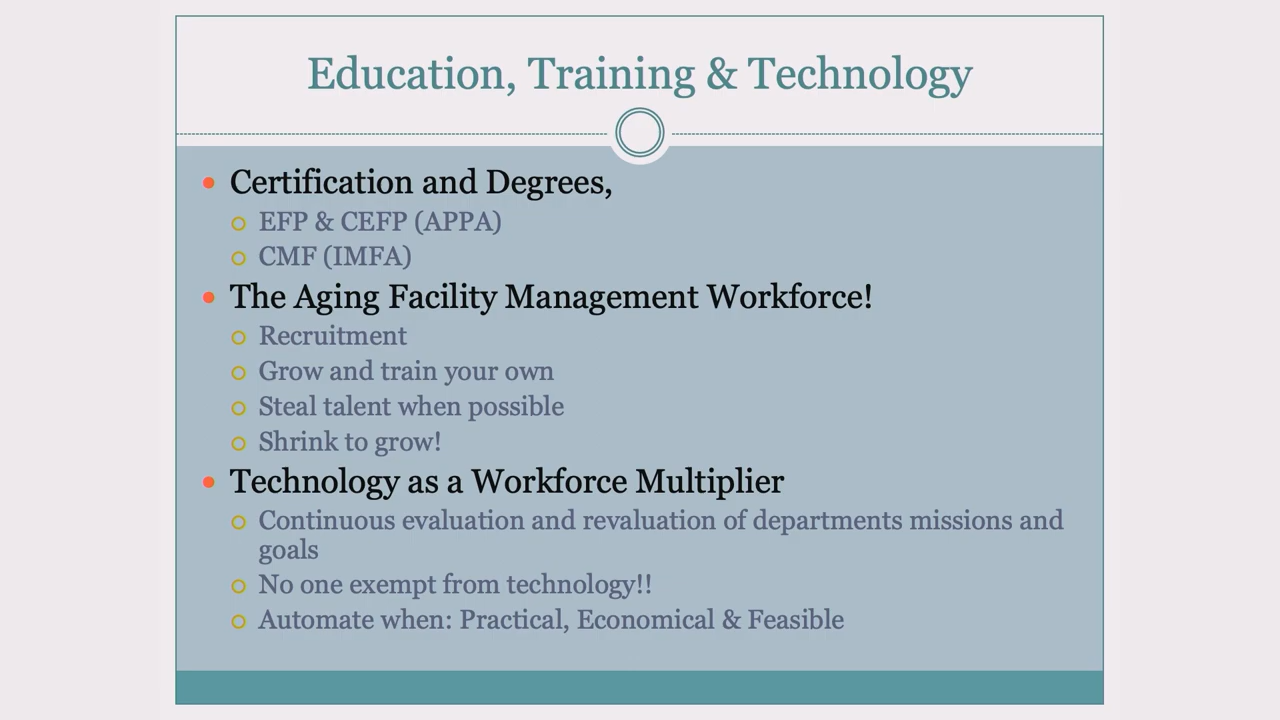 Education, Training & Technology
Certification and Degrees,
EFP & CEFP (APPA)
CMF (IMFA)
The Aging Facility Management Workforce!
Recruitment
Grow and train your own
Steal talent when possible
Shrink to grow!
Technology as a Workforce Multiplier
Continuous evaluation and revaluation of departments missions and
goals
No one exempt from technology!!
Automate when: Practical, Economical & Feasible